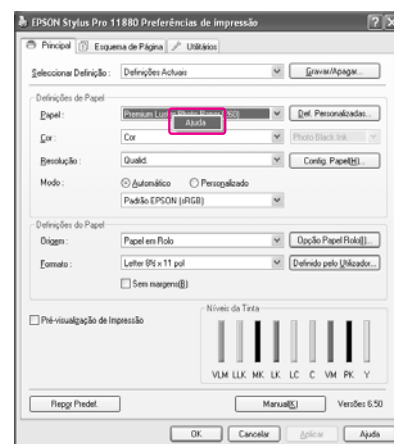 EPSON Stylus Pro 11880 Preferências de impressão
Principal Esquema de Página Utilitários
Seleccionar Definição : Definições Actuais Gravar/Apagar...
Definições de Papel
Papel : Premium Luster Photo Paper (260) Def. Personalizadas...
Ajuda
Cor : Cor Photo Black Ink
Resolução : Qualid. Config. Papel(H)...
Modo : Automático Personalizado
Padrão EPSON (sRGB)
Definições do Papel
Origem : Papel em Rolo Opção Papel Rolo(I)...
Formato : Letter 8½ x 11 pol Definido pelo Utilizador...
Sem margens(B)
Níveis da Tinta
Pré-visualização de Impressão
VLM LLK MK LK LC C VM PK Y
Repor Predef. Manual(K) Versões 6.50
OK Cancelar Aplicar Ajuda